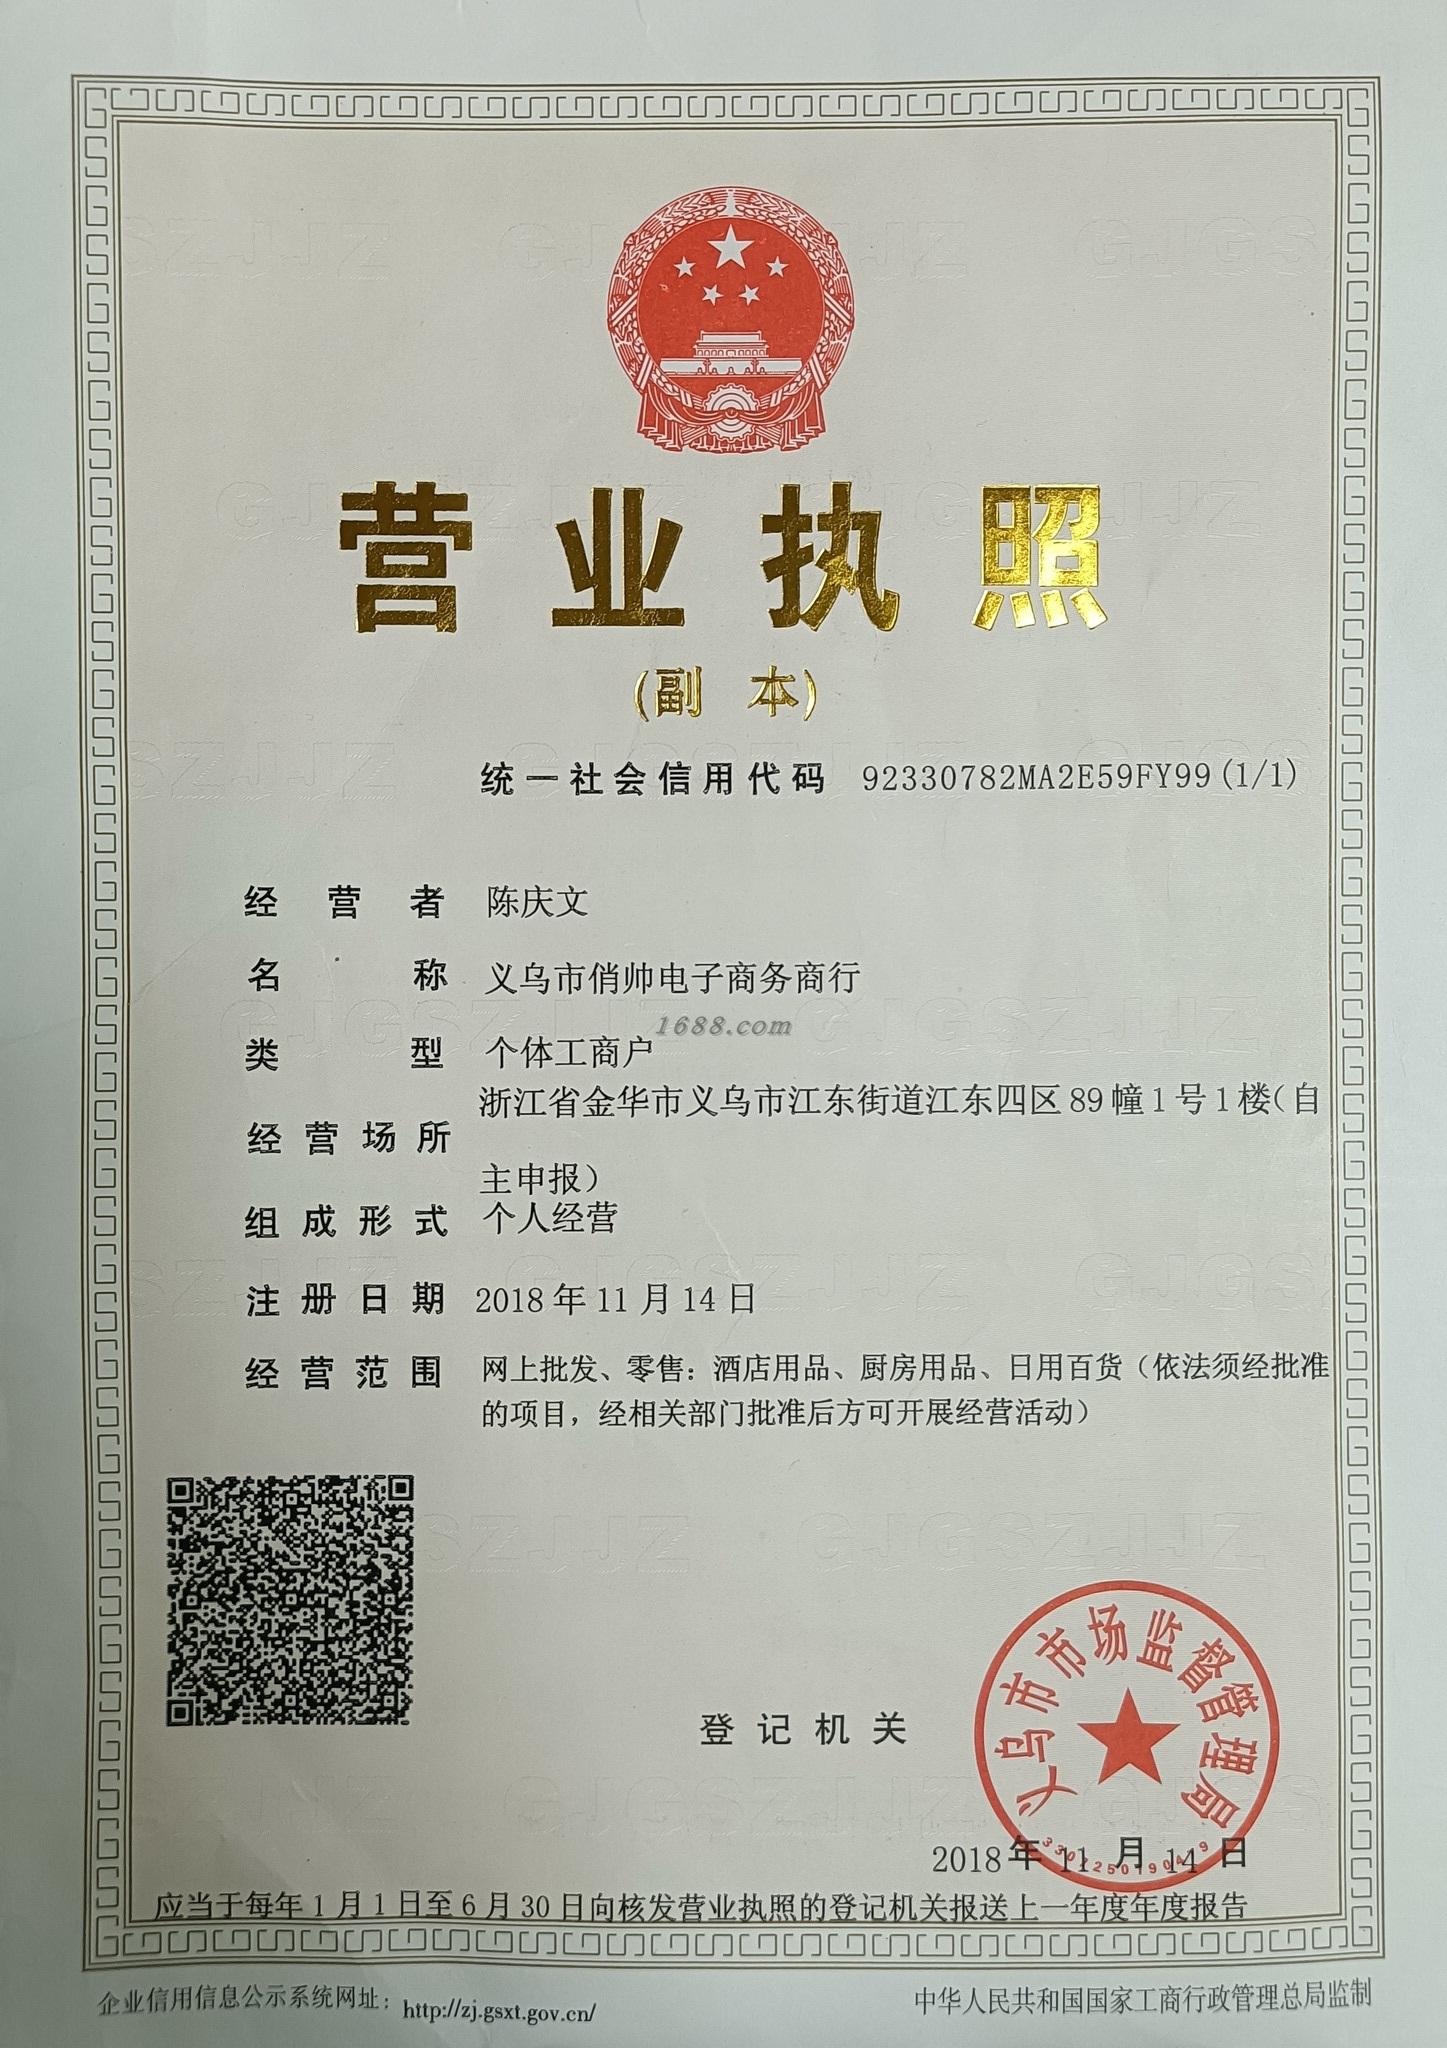 营业执照
(副 本)
统一社会信用代码 92330782MA2E59FY99(1/1)
经营者 陈庆文
名称 义乌市俏帅电子商务商行
1688.com
类型 个体工商户
经营场所 浙江省金华市义乌市江东街道江东四区89幢1号1楼(自
主申报)
组成形式 个人经营
注册日期 2018年11月14日
经营范围 网上批发、零售:酒店用品、厨房用品、日用百货(依法须经批准
的项目,经相关部门批准后方可开展经营活动)
义乌市市场监督管理局
登记机关
2018年11月14日
应当于每年1月1日至6月30日向核发营业执照的登记机关报送上一年度年度报告
企业信用信息公示系统网址: http://zj.gsxt.gov.cn/
中华人民共和国国家工商行政管理总局监制